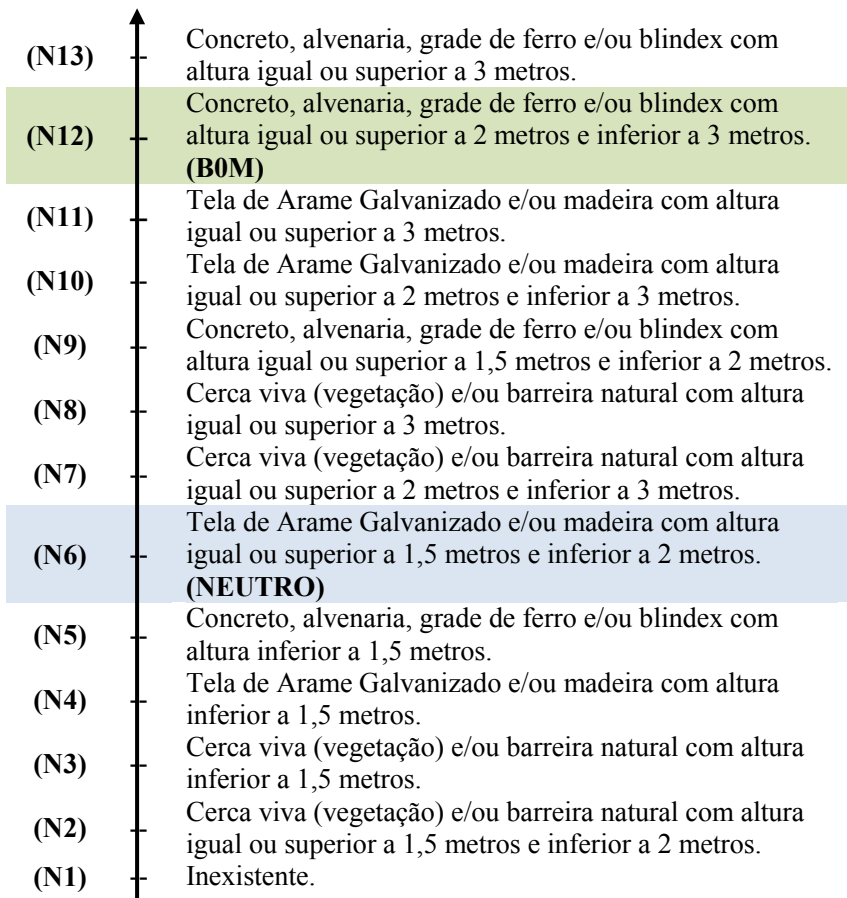 (N13) Concreto, alvenaria, grade de ferro e/ou blindex com
altura igual ou superior a 3 metros.
(N12) Concreto, alvenaria, grade de ferro e/ou blindex com
altura igual ou superior a 2 metros e inferior a 3 metros.
(B0M)
(N11) Tela de Arame Galvanizado e/ou madeira com altura
igual ou superior a 3 metros.
(N10) Tela de Arame Galvanizado e/ou madeira com altura
igual ou superior a 2 metros e inferior a 3 metros.
(N9) Concreto, alvenaria, grade de ferro e/ou blindex com
altura igual ou superior a 1,5 metros e inferior a 2 metros.
(N8) Cerca viva (vegetação) e/ou barreira natural com altura
igual ou superior a 3 metros.
(N7) Cerca viva (vegetação) e/ou barreira natural com altura
igual ou superior a 2 metros e inferior a 3 metros.
(N6) Tela de Arame Galvanizado e/ou madeira com altura
igual ou superior a 1,5 metros e inferior a 2 metros.
(NEUTRO)
(N5) Concreto, alvenaria, grade de ferro e/ou blindex com
altura inferior a 1,5 metros.
(N4) Tela de Arame Galvanizado e/ou madeira com altura
inferior a 1,5 metros.
(N3) Cerca viva (vegetação) e/ou barreira natural com altura
inferior a 1,5 metros.
(N2) Cerca viva (vegetação) e/ou barreira natural com altura
igual ou superior a 1,5 metros e inferior a 2 metros.
(N1) Inexistente.